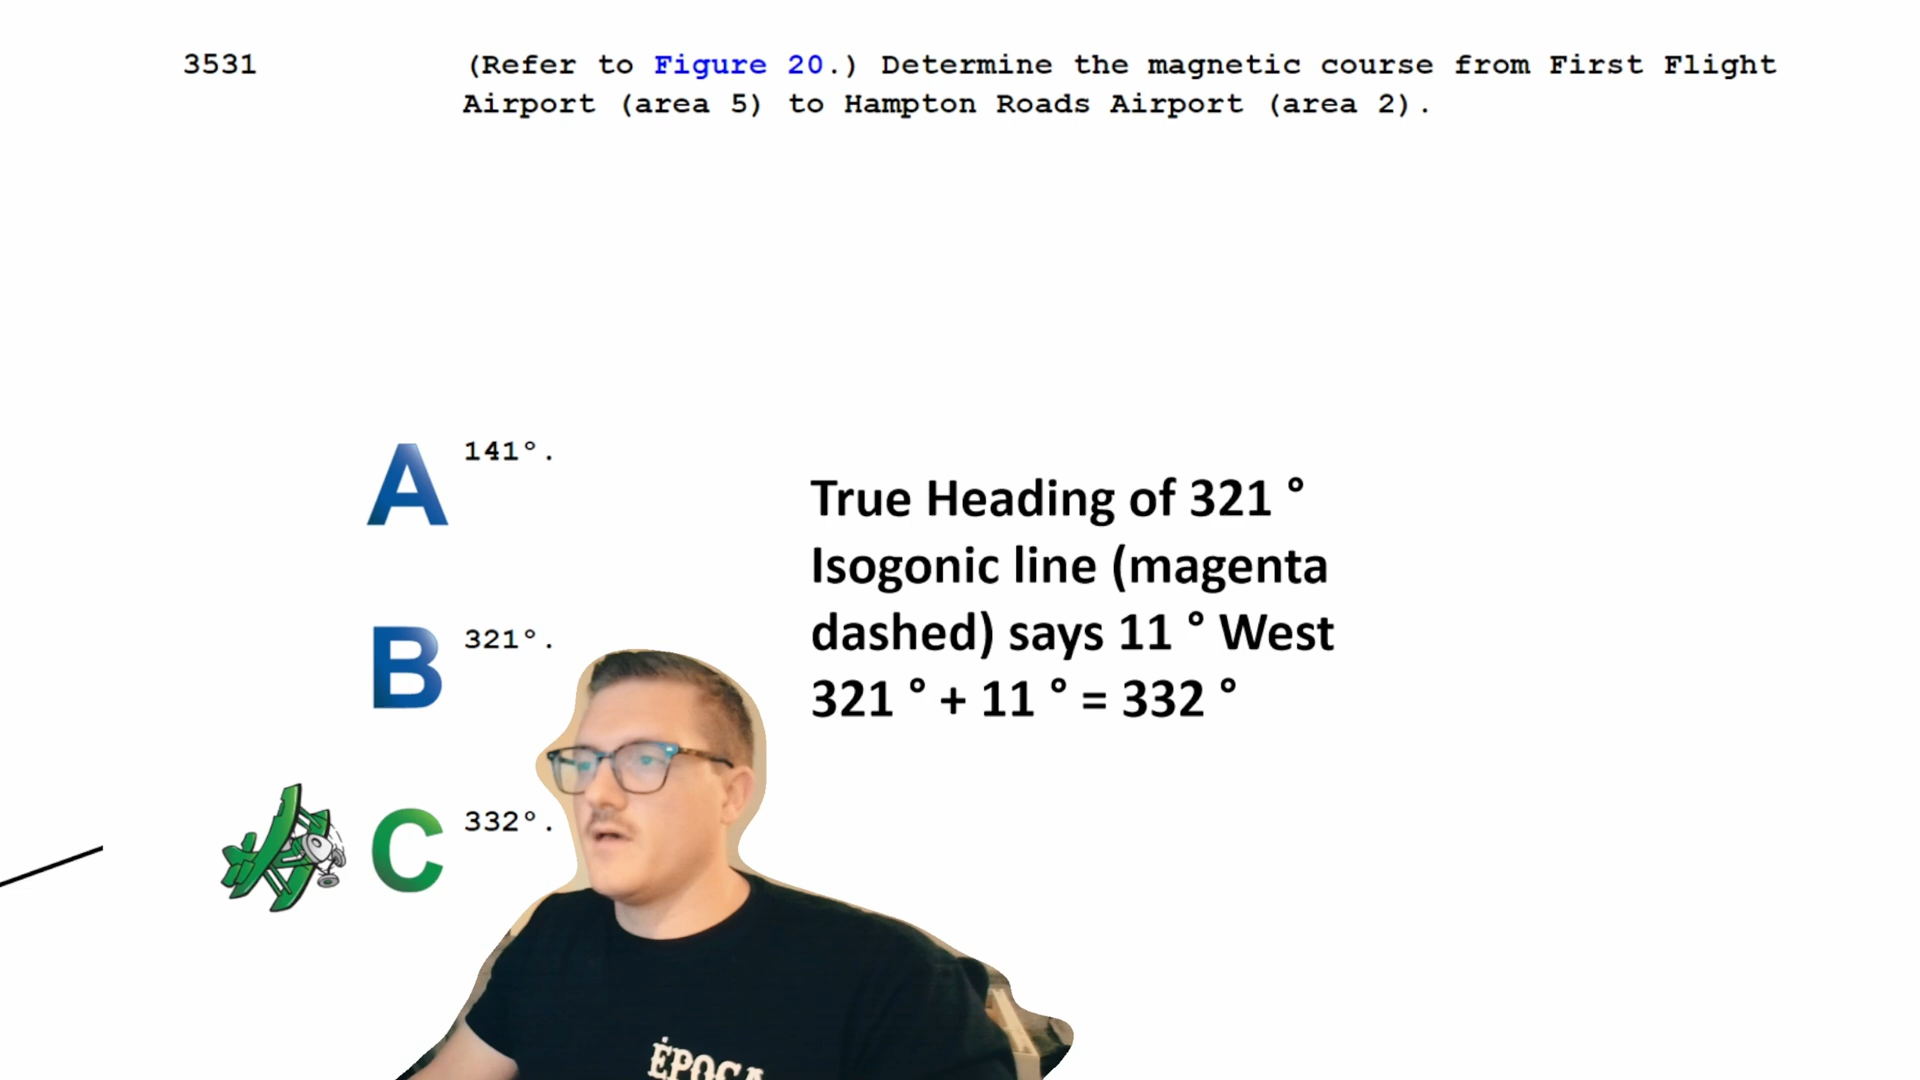 3531 (Refer to Figure 20.) Determine the magnetic course from First Flight
Airport (area 5) to Hampton Roads Airport (area 2).
A 141°.
B 321°.
C 332°.
True Heading of 321 °
Isogonic line (magenta
dashed) says 11 ° West
321 ° + 11 ° = 332 °
ÉPOCA